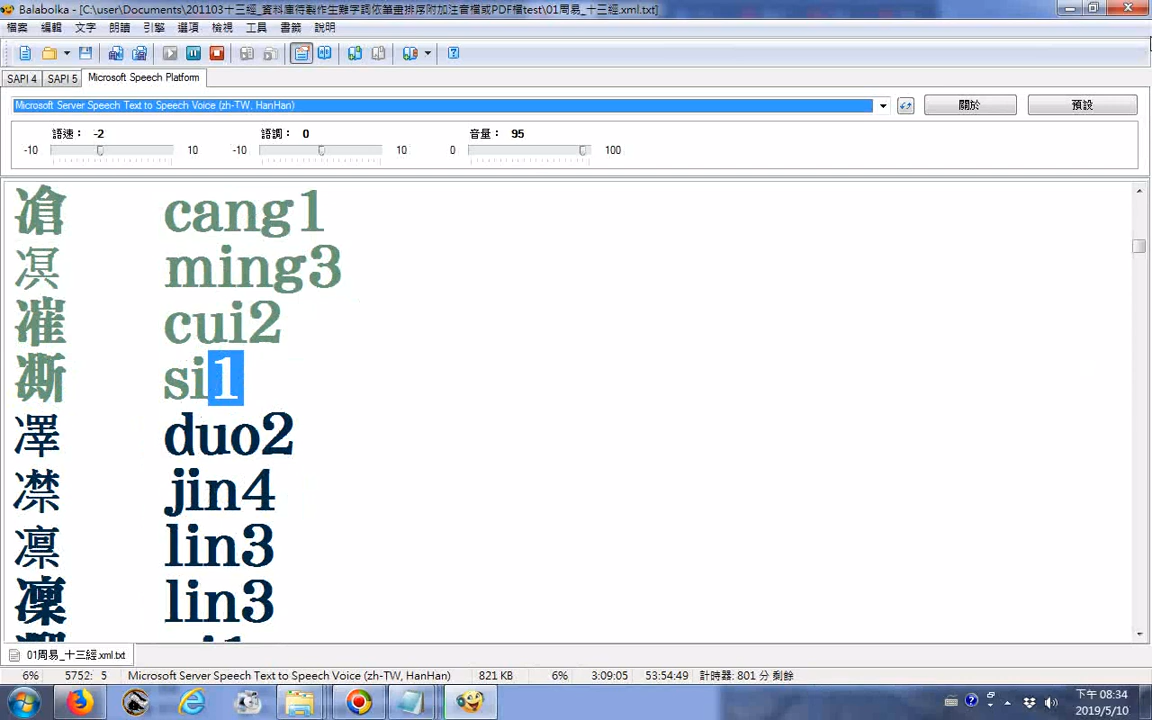 Balabolka - [C:\user\Documents\201103十三經_資料庫得製作生難字詞依筆畫排序附加注音檔或PDF檔test\01周易_十三經.xml.txt]
檔案 編輯 文字 朗讀 引擎 選項 檢視 工具 書籤 說明
SAPI 4 SAPI 5 Microsoft Speech Platform
Microsoft Server Speech Text to Speech Voice (zh-TW, HanHan)
關於 預設
語速： -2 語調： 0 音量： 95
-10 10 -10 10 0 100
凔 cang1
凕 ming3
凗 cui2
凘 si1
凙 duo2
凚 jin4
凛 lin3
凜 lin3
01周易_十三經.xml.txt
6% 5752: 5 Microsoft Server Speech Text to Speech Voice (zh-TW, HanHan) 821 KB 6% 3:09:05 53:54:49 計時器: 801 分 剩餘
下午 08:34
2019/5/10